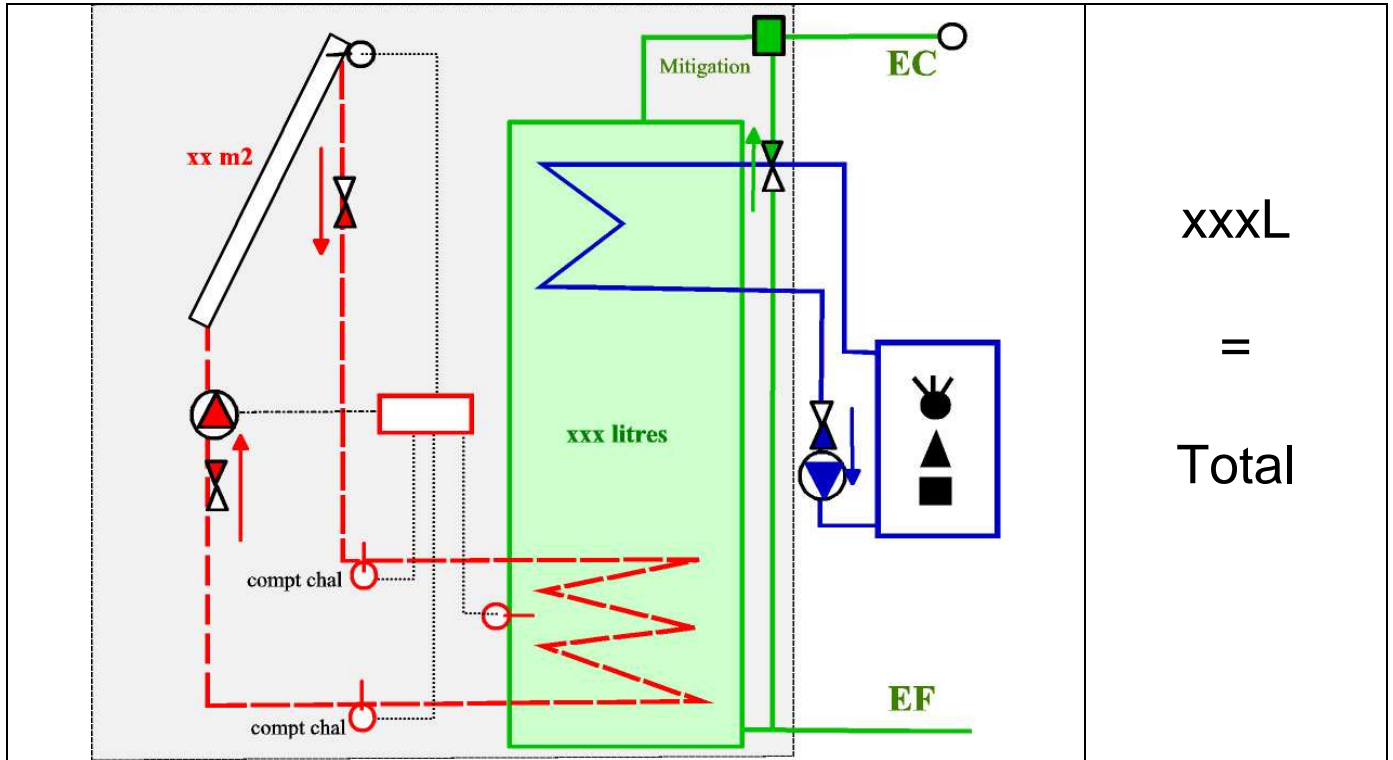 Mitigation
EC
xx m2
xxx litres
compt chal
compt chal
EF
xxxL
=
Total